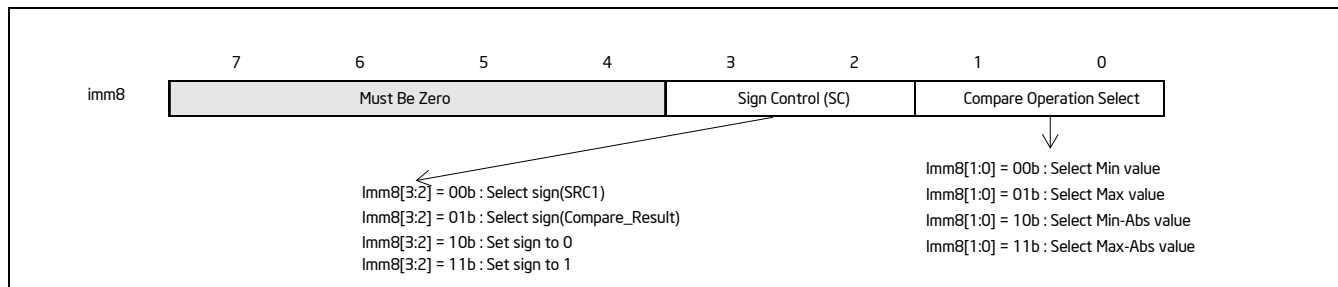 7 6 5 4 3 2 1 0
imm8 Must Be Zero Sign Control (SC) Compare Operation Select
Imm8[3:2] = 00b : Select sign(SRC1)
Imm8[3:2] = 01b : Select sign(Compare_Result)
Imm8[3:2] = 10b : Set sign to 0
Imm8[3:2] = 11b : Set sign to 1
Imm8[1:0] = 00b : Select Min value
Imm8[1:0] = 01b : Select Max value
Imm8[1:0] = 10b : Select Min-Abs value
Imm8[1:0] = 11b : Select Max-Abs value